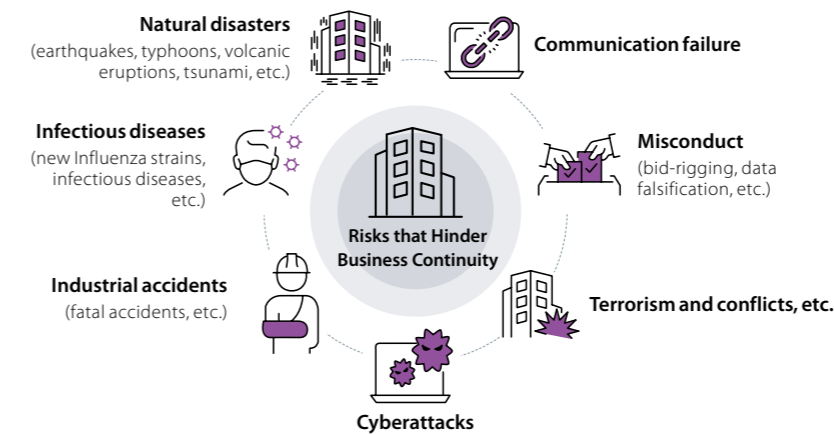 Natural disasters
(earthquakes, typhoons, volcanic
eruptions, tsunami, etc.)
Communication failure
Infectious diseases
(new Influenza strains,
infectious diseases,
etc.)
Misconduct
(bid-rigging, data
falsification, etc.)
Risks that Hinder
Business Continuity
Industrial accidents
(fatal accidents, etc.)
Terrorism and conflicts, etc.
Cyberattacks